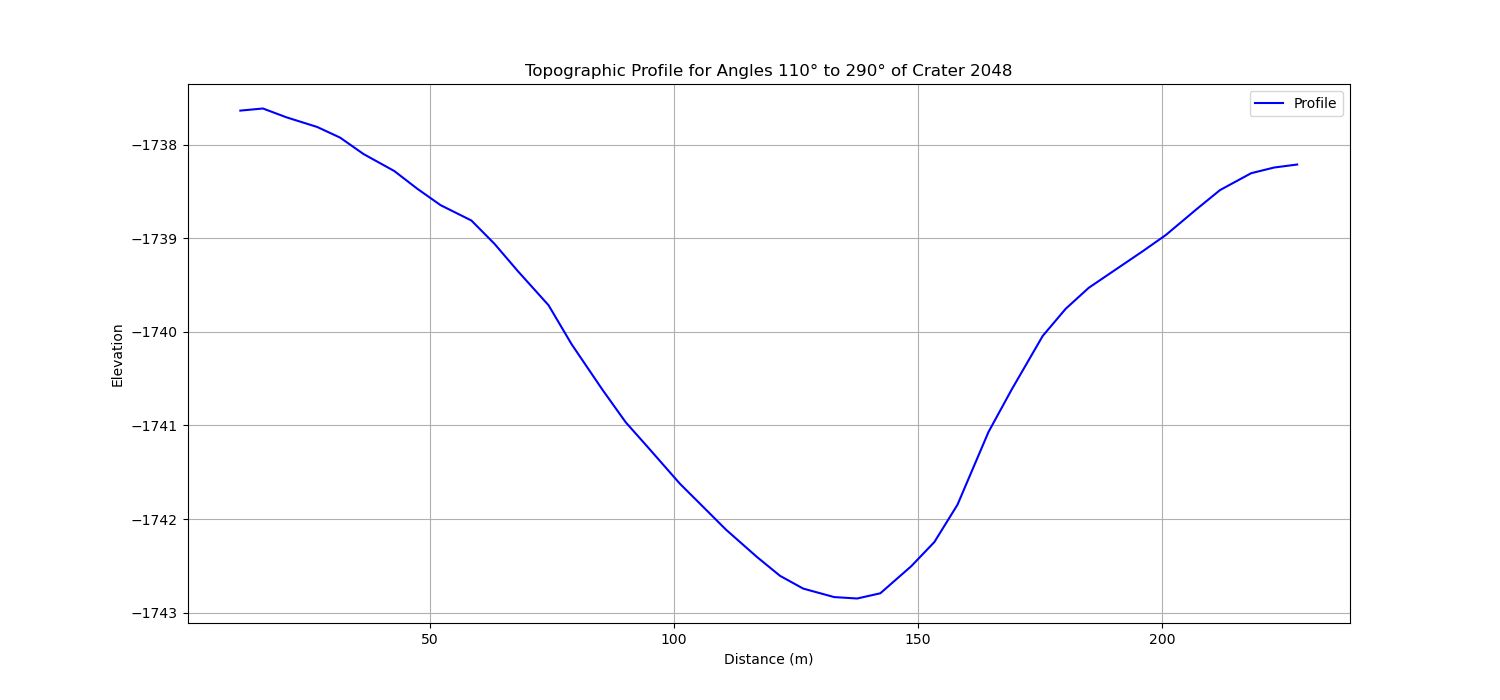 Topographic Profile for Angles 110° to 290° of Crater 2048
Profile
−1738
−1739
−1740
−1741
−1742
−1743
Elevation
50
100
150
200
Distance (m)